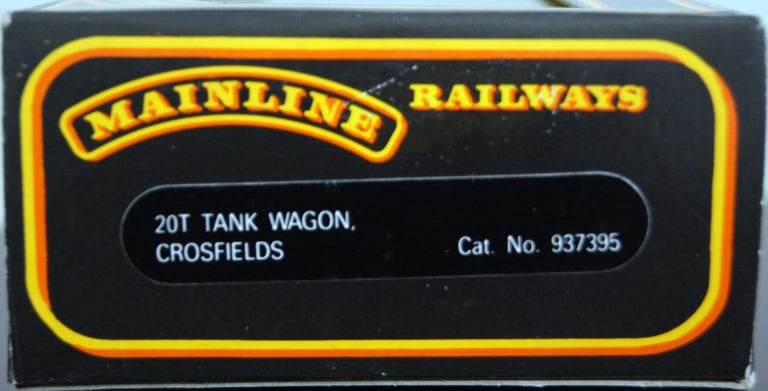 MAINLINE RAILWAYS
20T TANK WAGON.
CROSFIELDS
Cat. No. 937395